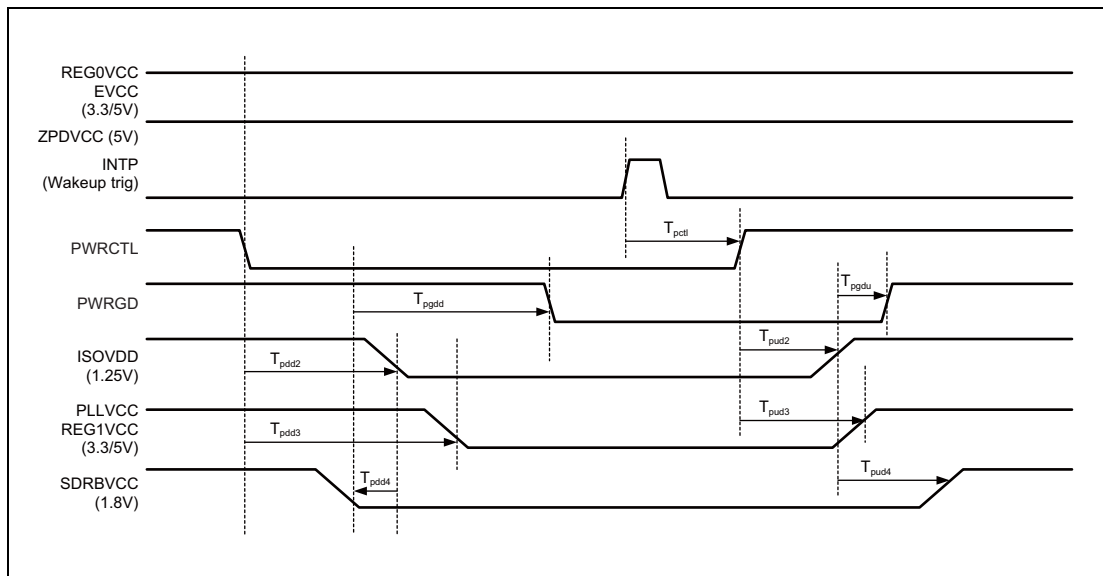 REG0VCC
EVCC
(3.3/5V)
ZPDVCC (5V)
INTP
(Wakeup trig)
T_pctl
PWRCTL
T_pgdu
T_pgdd
PWRGD
T_pud2
ISOVDD
T_pdd2
(1.25V)
PLLVCC
T_pud3
REG1VCC
T_pdd3
(3.3/5V)
T_pdd4
T_pud4
SDRBVCC
(1.8V)